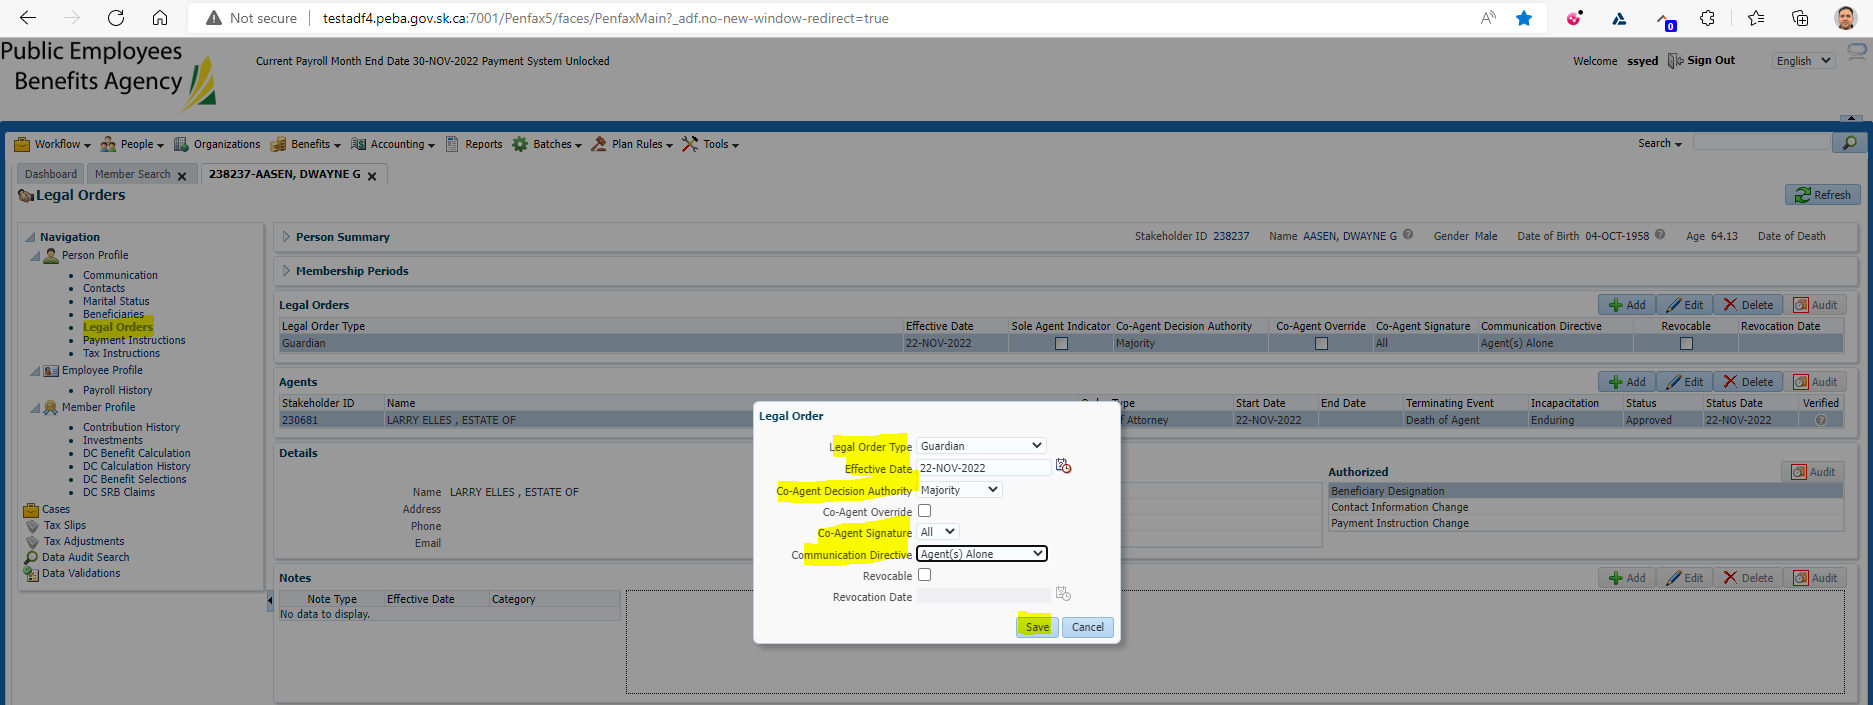 Not secure testadf4.peba.gov.sk.ca:7001/Penfax5/faces/PenfaxMain?_adf.no-new-window-redirect=true
0
Public Employees
Benefits Agency
Current Payroll Month End Date 30-NOV-2022 Payment System Unlocked
Welcome ssyed Sign Out English
Workflow People Organizations Benefits Accounting Reports Batches Plan Rules Tools Search
Dashboard Member Search 238237-AASEN, DWAYNE G
Legal Orders Refresh
Navigation
Person Profile
Communication
Contacts
Marital Status
Beneficiaries
Legal Orders
Payment Instructions
Tax Instructions
Employee Profile
Payroll History
Member Profile
Contribution History
Investments
DC Benefit Calculation
DC Calculation History
DC Benefit Selections
DC SRB Claims
Cases
Tax Slips
Tax Adjustments
Data Audit Search
Data Validations
Person Summary Stakeholder ID 238237 Name AASEN, DWAYNE G Gender Male Date of Birth 04-OCT-1958 Age 64.13 Date of Death
Membership Periods
Legal Orders Add Edit Delete Audit
Legal Order Type Effective Date Sole Agent Indicator Co-Agent Decision Authority Co-Agent Override Co-Agent Signature Communication Directive Revocable Revocation Date
Guardian 22-NOV-2022 Majority All Agent(s) Alone
Agents Add Edit Delete Audit
Stakeholder ID Name Type Start Date End Date Terminating Event Incapacitation Status Status Date Verified
230681 LARRY ELLES , ESTATE OF Attorney 22-NOV-2022 Death of Agent Enduring Approved 22-NOV-2022
Details
Name LARRY ELLES , ESTATE OF
Address
Phone
Email
Authorized Audit
Beneficiary Designation
Contact Information Change
Payment Instruction Change
Notes Add Edit Delete Audit
Note Type Effective Date Category
No data to display.
Legal Order
Legal Order Type Guardian
Effective Date 22-NOV-2022
Co-Agent Decision Authority Majority
Co-Agent Override
Co-Agent Signature All
Communication Directive Agent(s) Alone
Revocable
Revocation Date
Save Cancel